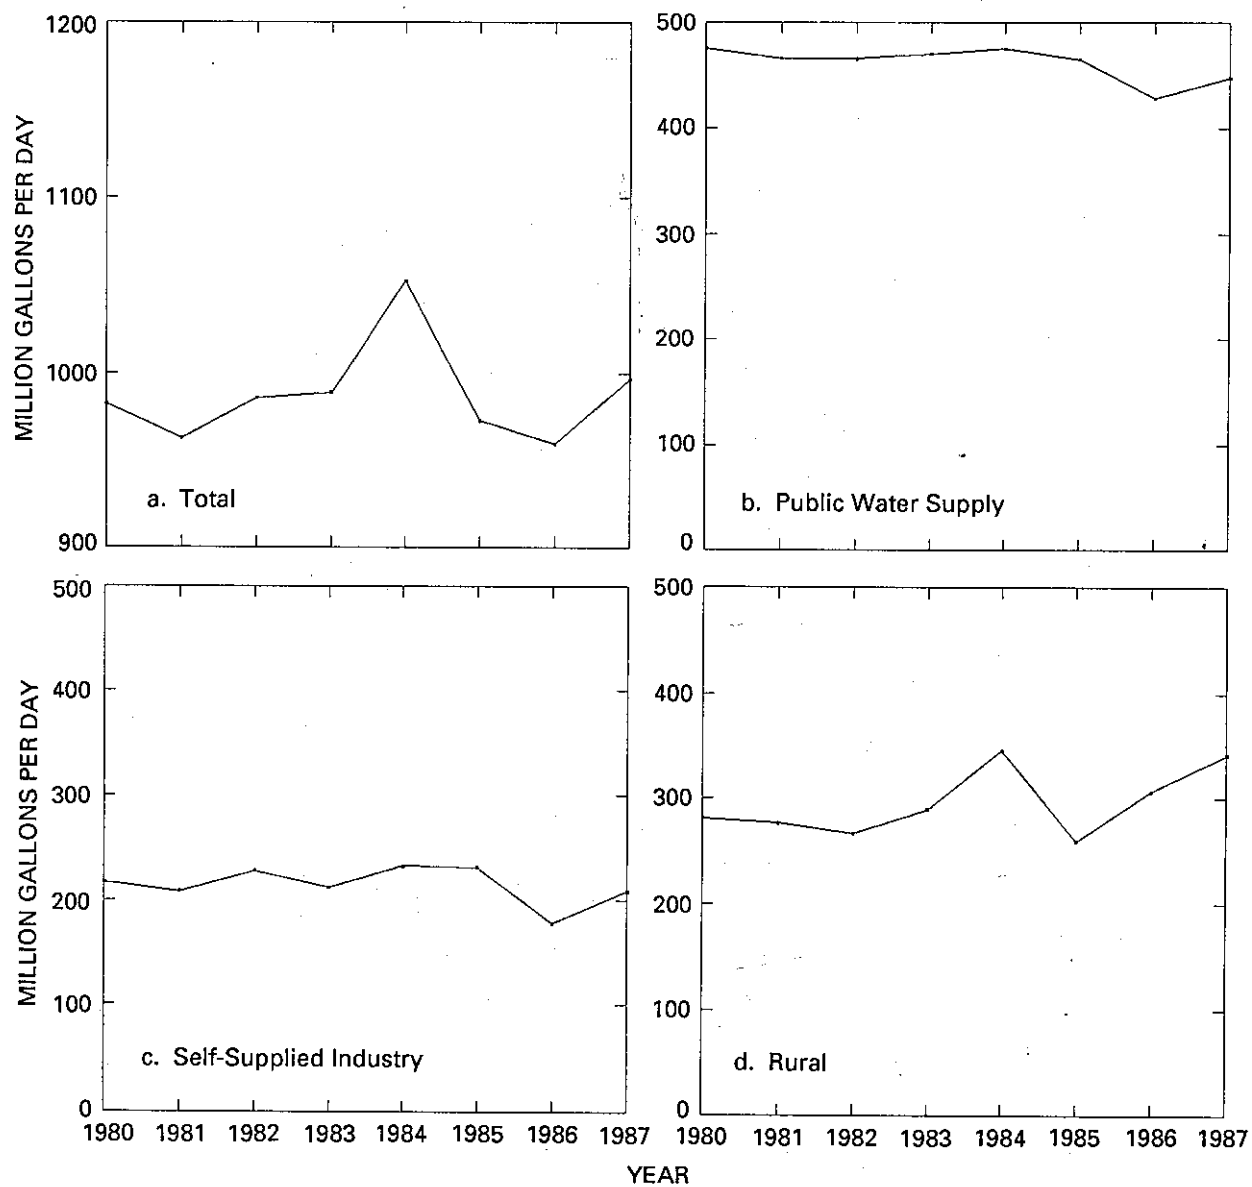 1200
1100
1000
900
MILLION GALLONS PER DAY
a. Total
500
400
300
200
100
0
b. Public Water Supply
500
400
300
200
100
0
MILLION GALLONS PER DAY
c. Self-Supplied Industry
1980 1981 1982 1983 1984 1985 1986 1987
500
400
300
200
100
0
d. Rural
1980 1981 1982 1983 1984 1985 1986 1987
YEAR